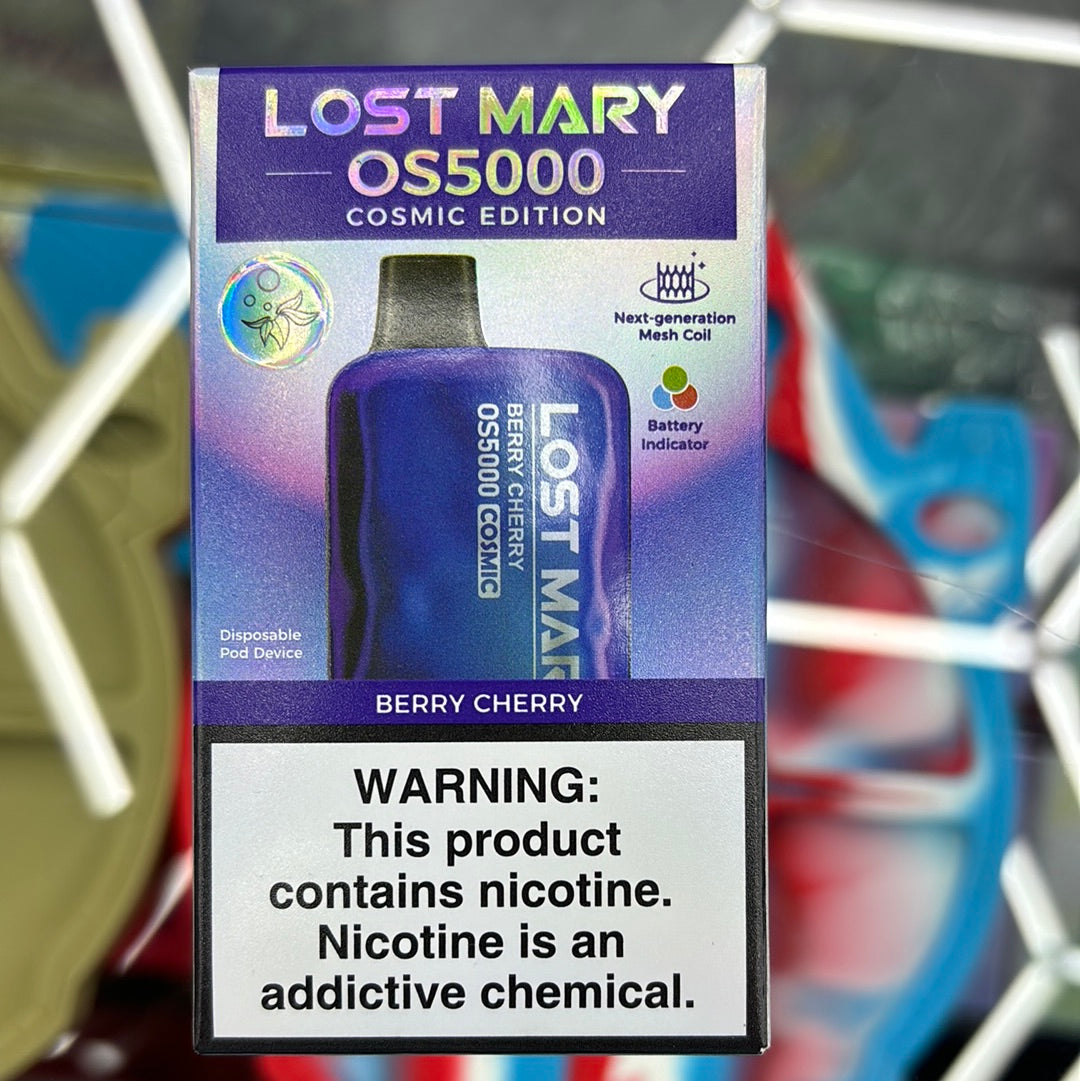 LOST MARY
OS5000
COSMIC EDITION
Next-generation
Mesh Coil
Battery
Indicator
LOST MAR
BERRY CHERRY
OS5000 COSMIC
Disposable
Pod Device
BERRY CHERRY
WARNING:
This product
contains nicotine.
Nicotine is an
addictive chemical.